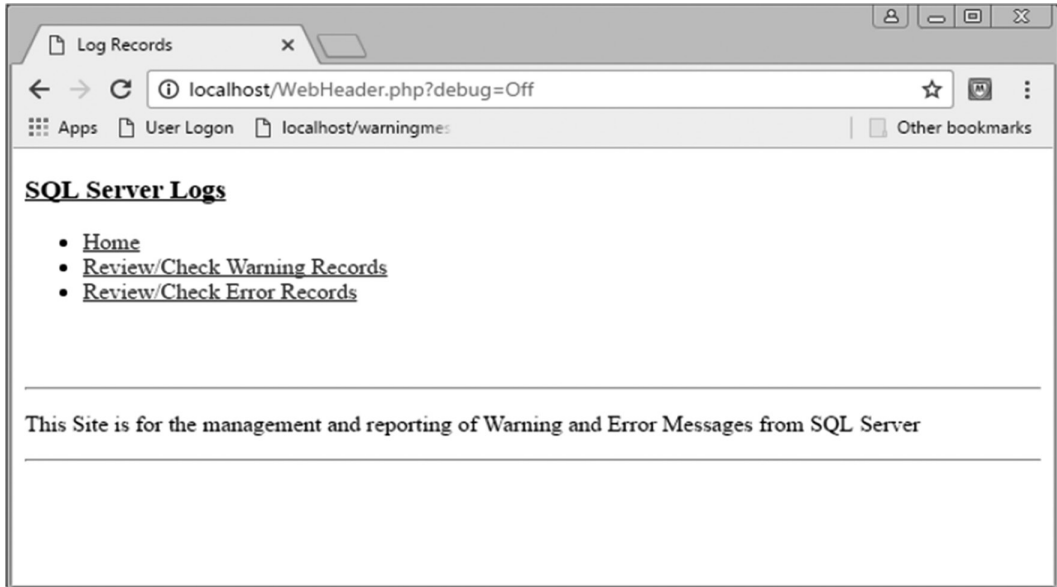 Log Records
localhost/WebHeader.php?debug=Off
Apps User Logon localhost/warningmes Other bookmarks
SQL Server Logs
• Home
• Review/Check Warning Records
• Review/Check Error Records
This Site is for the management and reporting of Warning and Error Messages from SQL Server